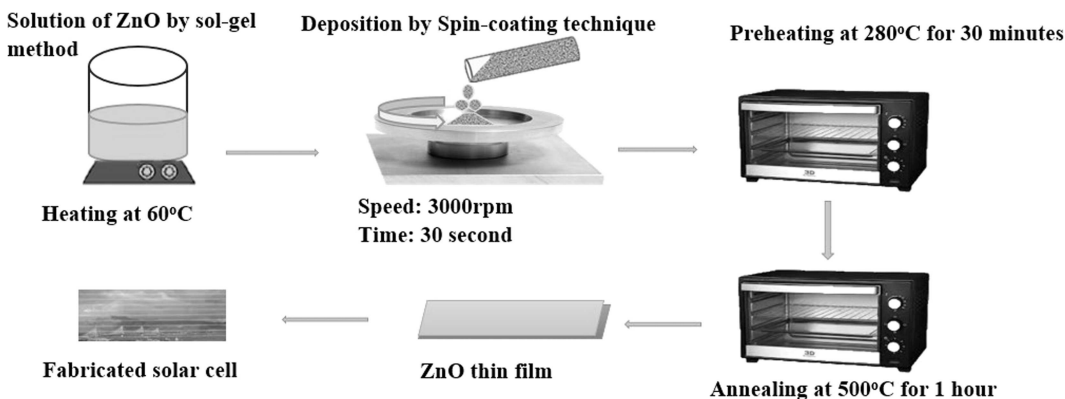 Solution of ZnO by sol-gel
method
Deposition by Spin-coating technique
Preheating at 280°C for 30 minutes
Heating at 60°C
Speed: 3000rpm
Time: 30 second
Fabricated solar cell
ZnO thin film
Annealing at 500°C for 1 hour